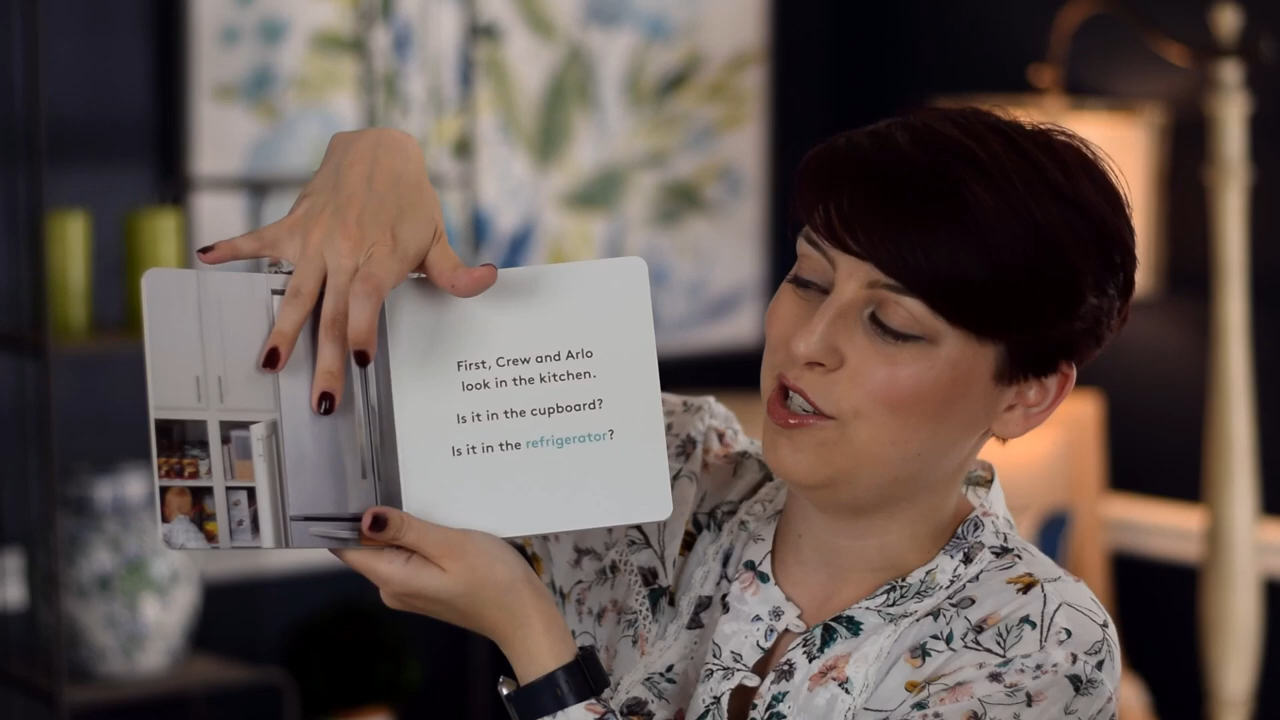 First, Crew and Arlo
look in the kitchen.
Is it in the cupboard?
Is it in the refrigerator?